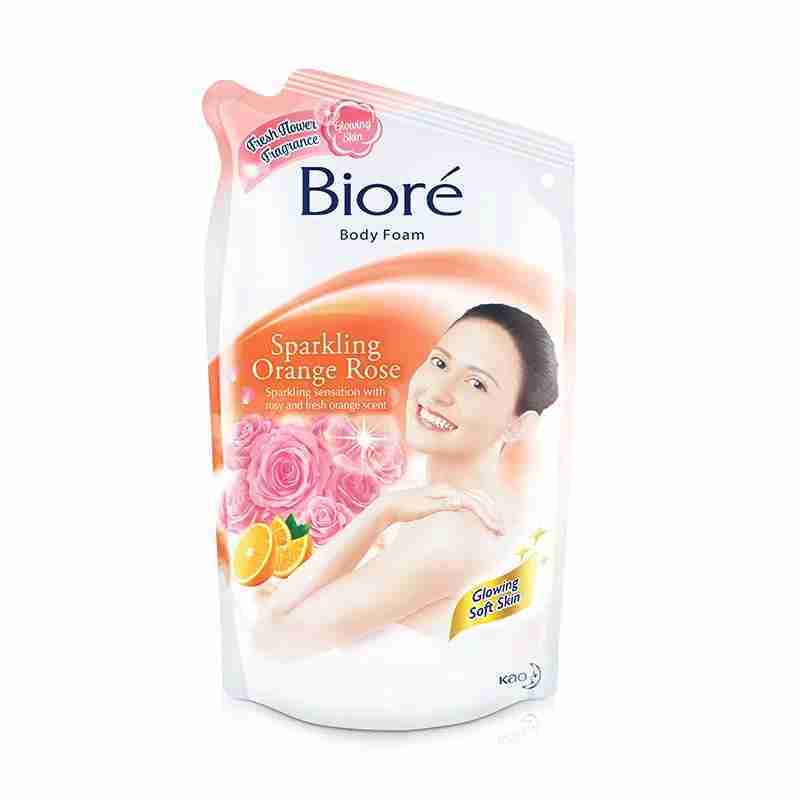 Fresh Flower
Fragrance
Glowing
Skin
Bioré
Body Foam
Sparkling
Orange Rose
Sparkling sensation with
rosy and fresh orange scent
Glowing
Soft Skin
Kao